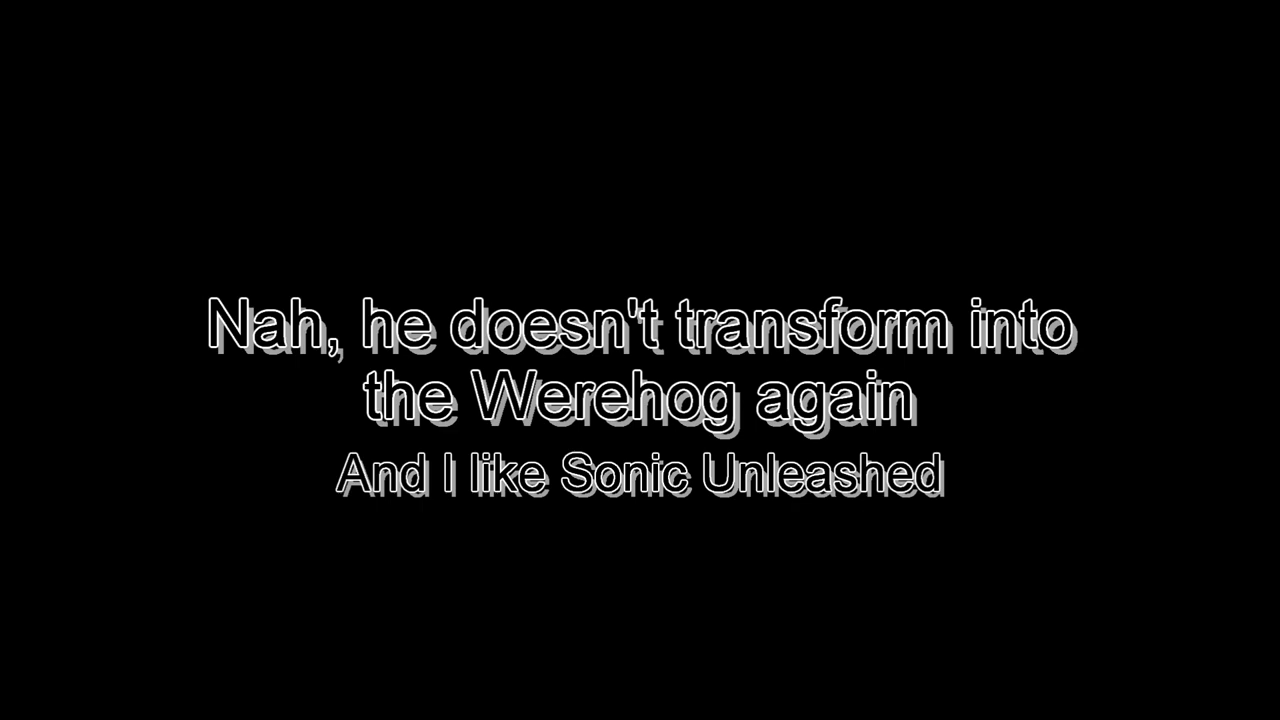 Nah, he doesn't transform into
the Werehog again
And I like Sonic Unleashed